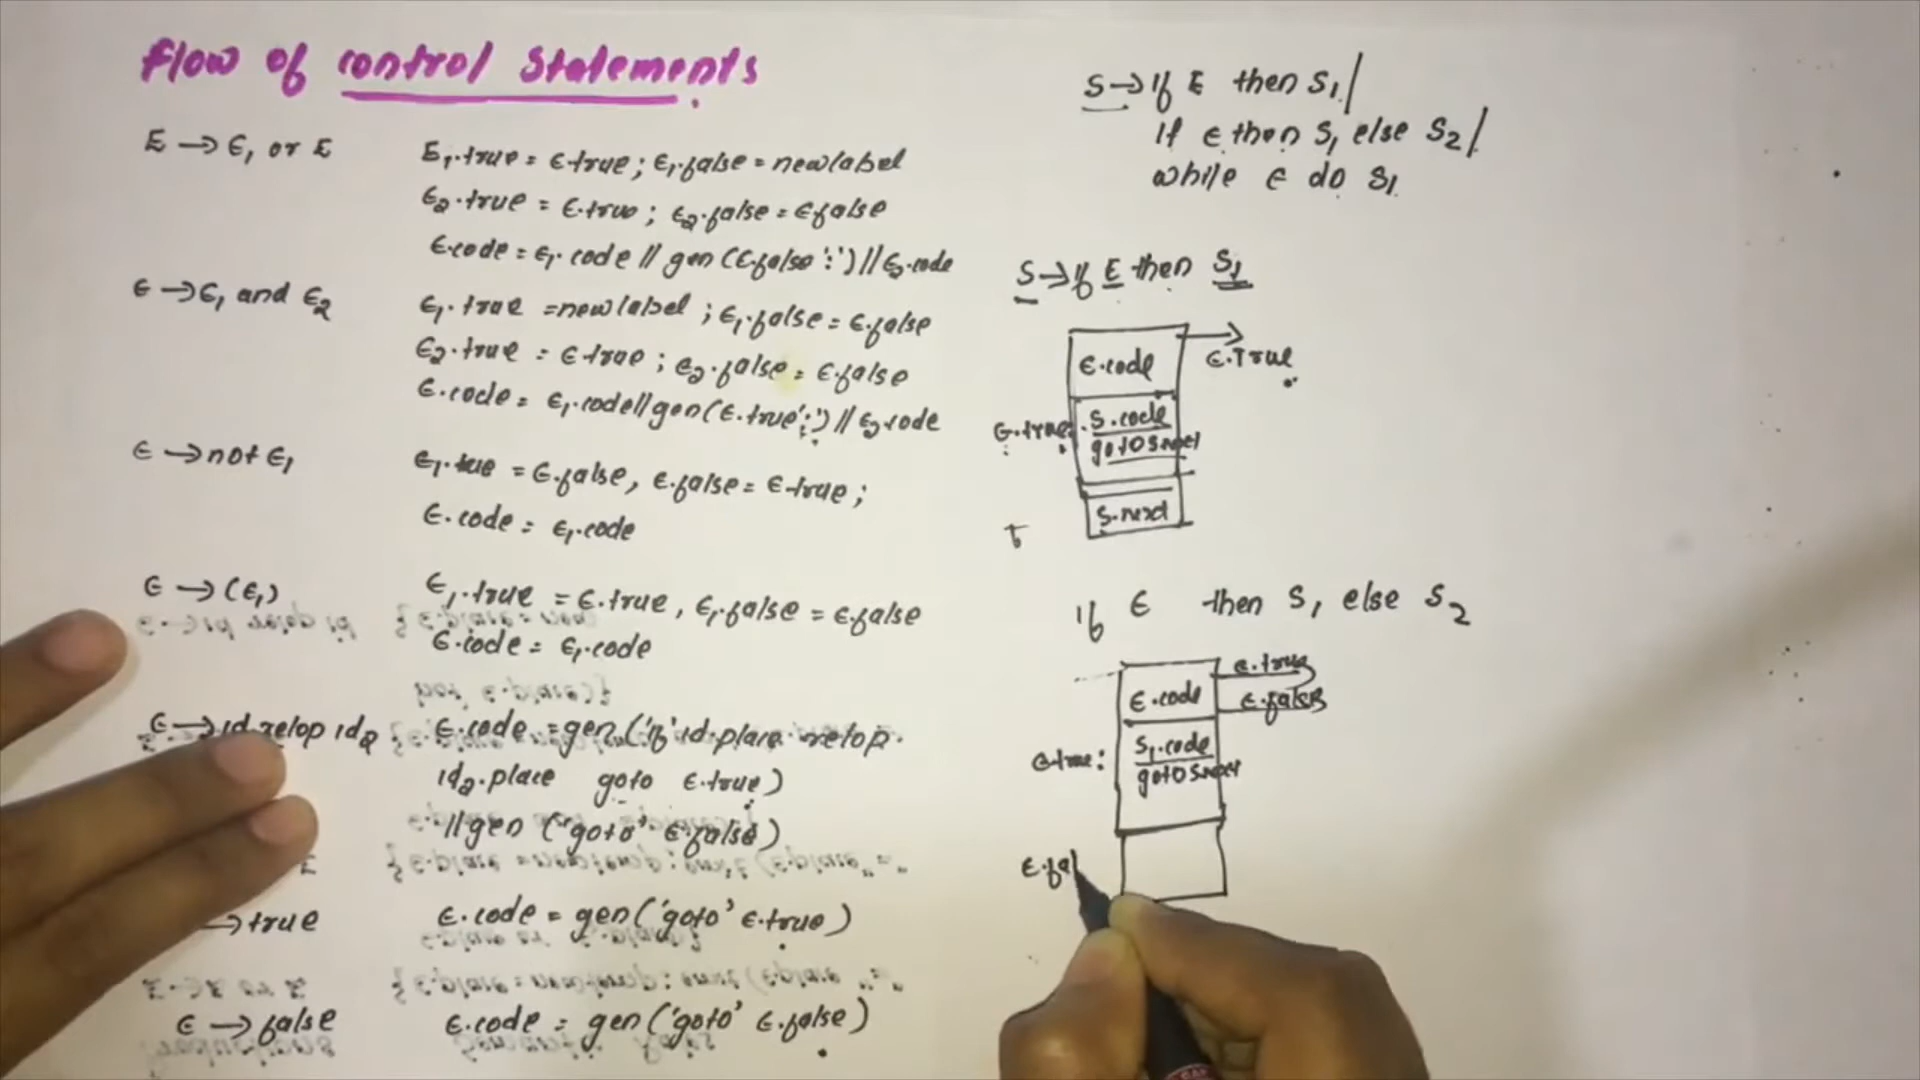 Flow of control Statements
E → E1 or E
E1.true = E.true; E1.false = newlabel
E2.true = E.true; E2.false = E.false
E.code = E1.code // gen(E.false ':') // E2.code
E → E1 and E2
E1.true = newlabel; E1.false = E.false
E2.true = E.true; E2.false = E.false
E.code = E1.code//gen(E.true':') // E2.code
E → not E1
E1.true = E.false, E.false = E.true;
E.code = E1.code
E → (E1)
E1.true = E.true, E1.false = E.false
E.code = E1.code
E → id relop id2
E.code = gen('if' id.place relop.
id2.place goto E.true)
//gen ('goto' E.false)
E
→ true
E.code = gen('goto' E.true)
E → false
E.code = gen('goto' E.false)
S → If E then S1/
If E then S1 else S2/
while E do S1
S → If E then S1
E.code
E.True
E.true:
S.code
goto S.next
S.next
If E then S1 else S2
E.true
E.code
E.false
E.true:
S1.code
goto S.next
E.fal